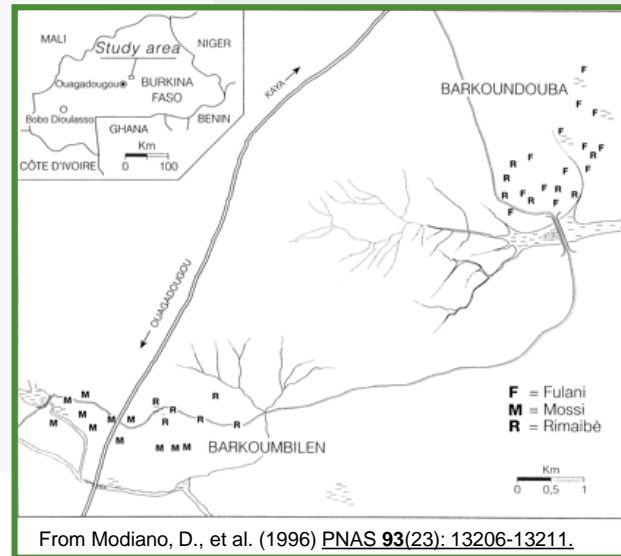 MALI
NIGER
Study area
Ouagadougou
BURKINA
FASO
Bobo Dioulasso
GHANA
BENIN
Km
CÔTE D'IVOIRE
0 100
KAYA
BARKOUNDOUBA
F
F
F
F
F F
R F R
R F F
F F R
R F R R
F F
OUAGADOUGOU
M M R R
M M R
M M M R R
M R
M M M M
BARKOUMBILEN
F = Fulani
M = Mossi
R = Rimaibè
Km
0 0,5 1
From Modiano, D., et al. (1996) PNAS 93(23): 13206-13211.